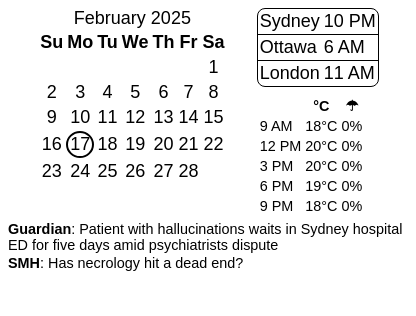 February 2025
Su Mo Tu We Th Fr Sa
1
2 3 4 5 6 7 8
9 10 11 12 13 14 15
16 17 18 19 20 21 22
23 24 25 26 27 28
Sydney 10 PM
Ottawa 6 AM
London 11 AM
°C ☂
9 AM 18°C 0%
12 PM 20°C 0%
3 PM 20°C 0%
6 PM 19°C 0%
9 PM 18°C 0%
Guardian: Patient with hallucinations waits in Sydney hospital
ED for five days amid psychiatrists dispute
SMH: Has necrology hit a dead end?